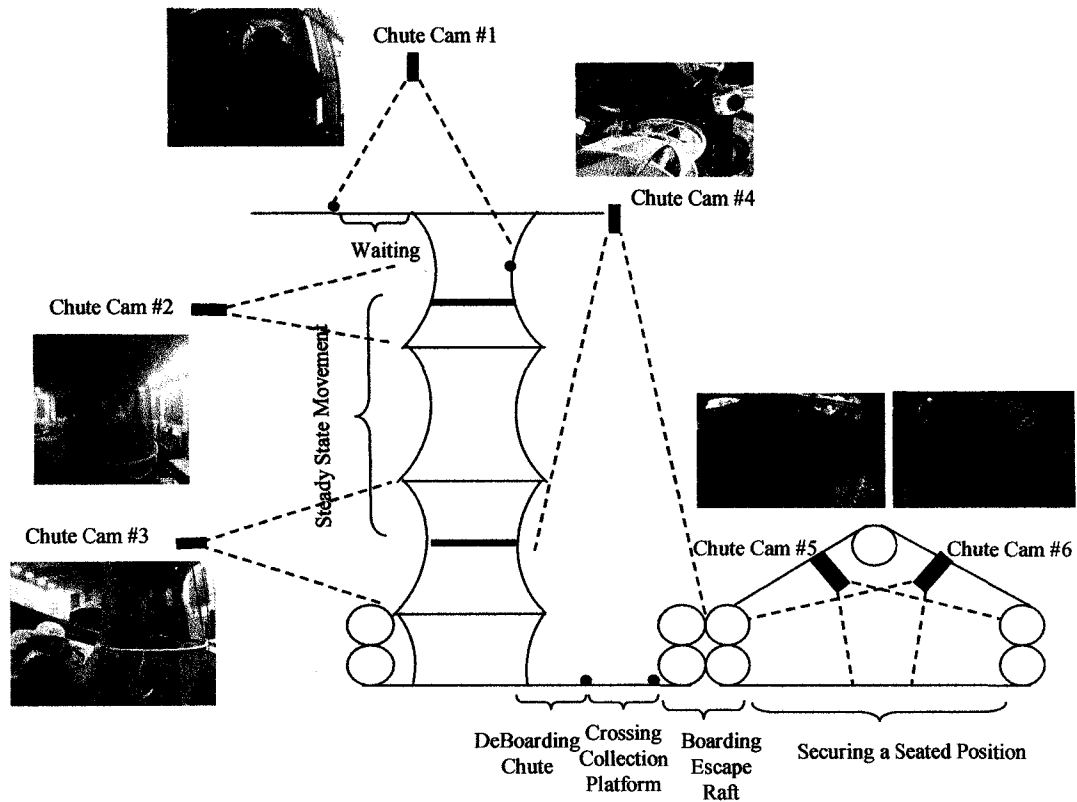 Chute Cam #1
Chute Cam #4
Waiting
Chute Cam #2
Steady State Movement
Chute Cam #3
Chute Cam #5
Chute Cam #6
DeBoarding
Chute
Crossing
Collection
Platform
Boarding
Escape
Raft
Securing a Seated Position